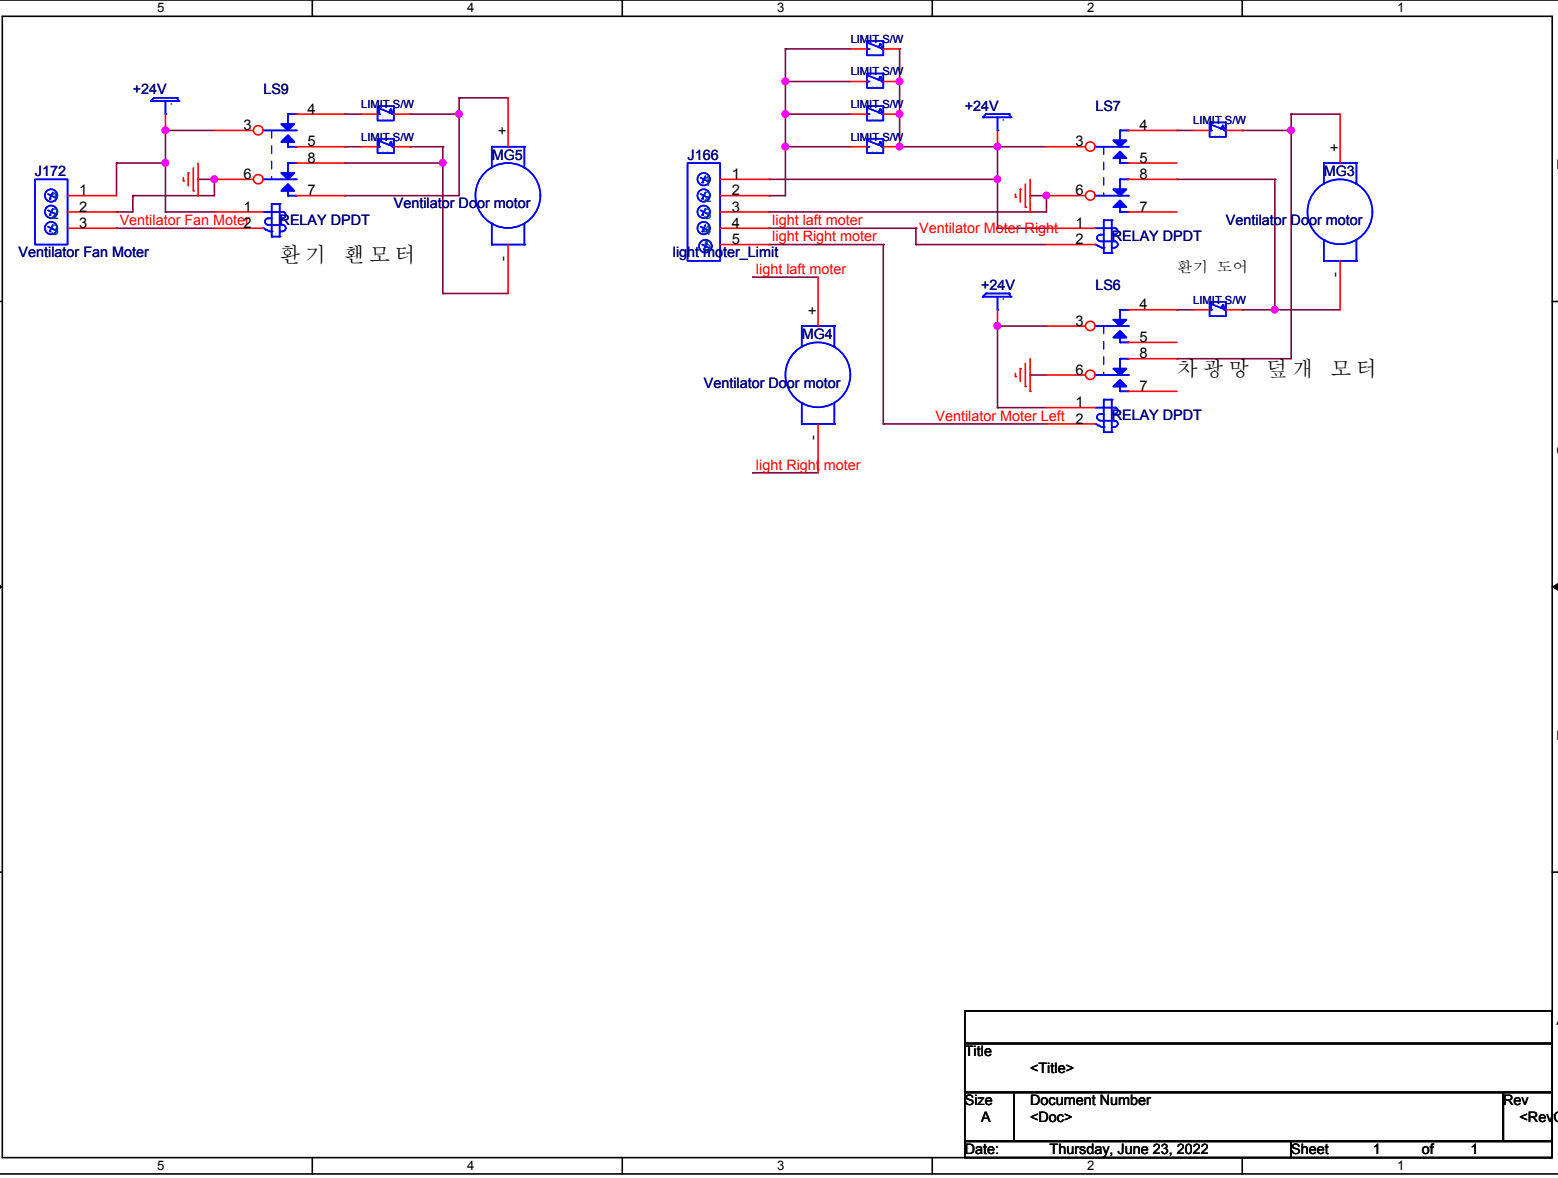 5 4 3 2 1
+24V
LS9
3
4
LIMIT S/W
5
LIMIT S/W
8
6
7
1
2
RELAY DPDT
J172
1
2
3
Ventilator Fan Moter
Ventilator Fan Moter
환기 홴모터
+
MG5
Ventilator Door motor
-
LIMIT S/W
LIMIT S/W
LIMIT S/W
LIMIT S/W
J166
1
2
3
4
5
light laft moter
light Right moter
light moter_Limit
light laft moter
+
MG4
Ventilator Door motor
-
light Right moter
+24V
LS7
3
4
LIMIT S/W
5
8
6
7
Ventilator Moter Right
1
2
RELAY DPDT
환기 도어
+
MG3
Ventilator Door motor
-
+24V
LS6
3
4
LIMIT S/W
5
8
6
7
차광망 덮개 모터
1
Ventilator Moter Left
2
RELAY DPDT
Title
<Title>
Size
A
Document Number
<Doc>
Rev
Date: Thursday, June 23, 2022 Sheet 1 of 1
5 4 3 2 1